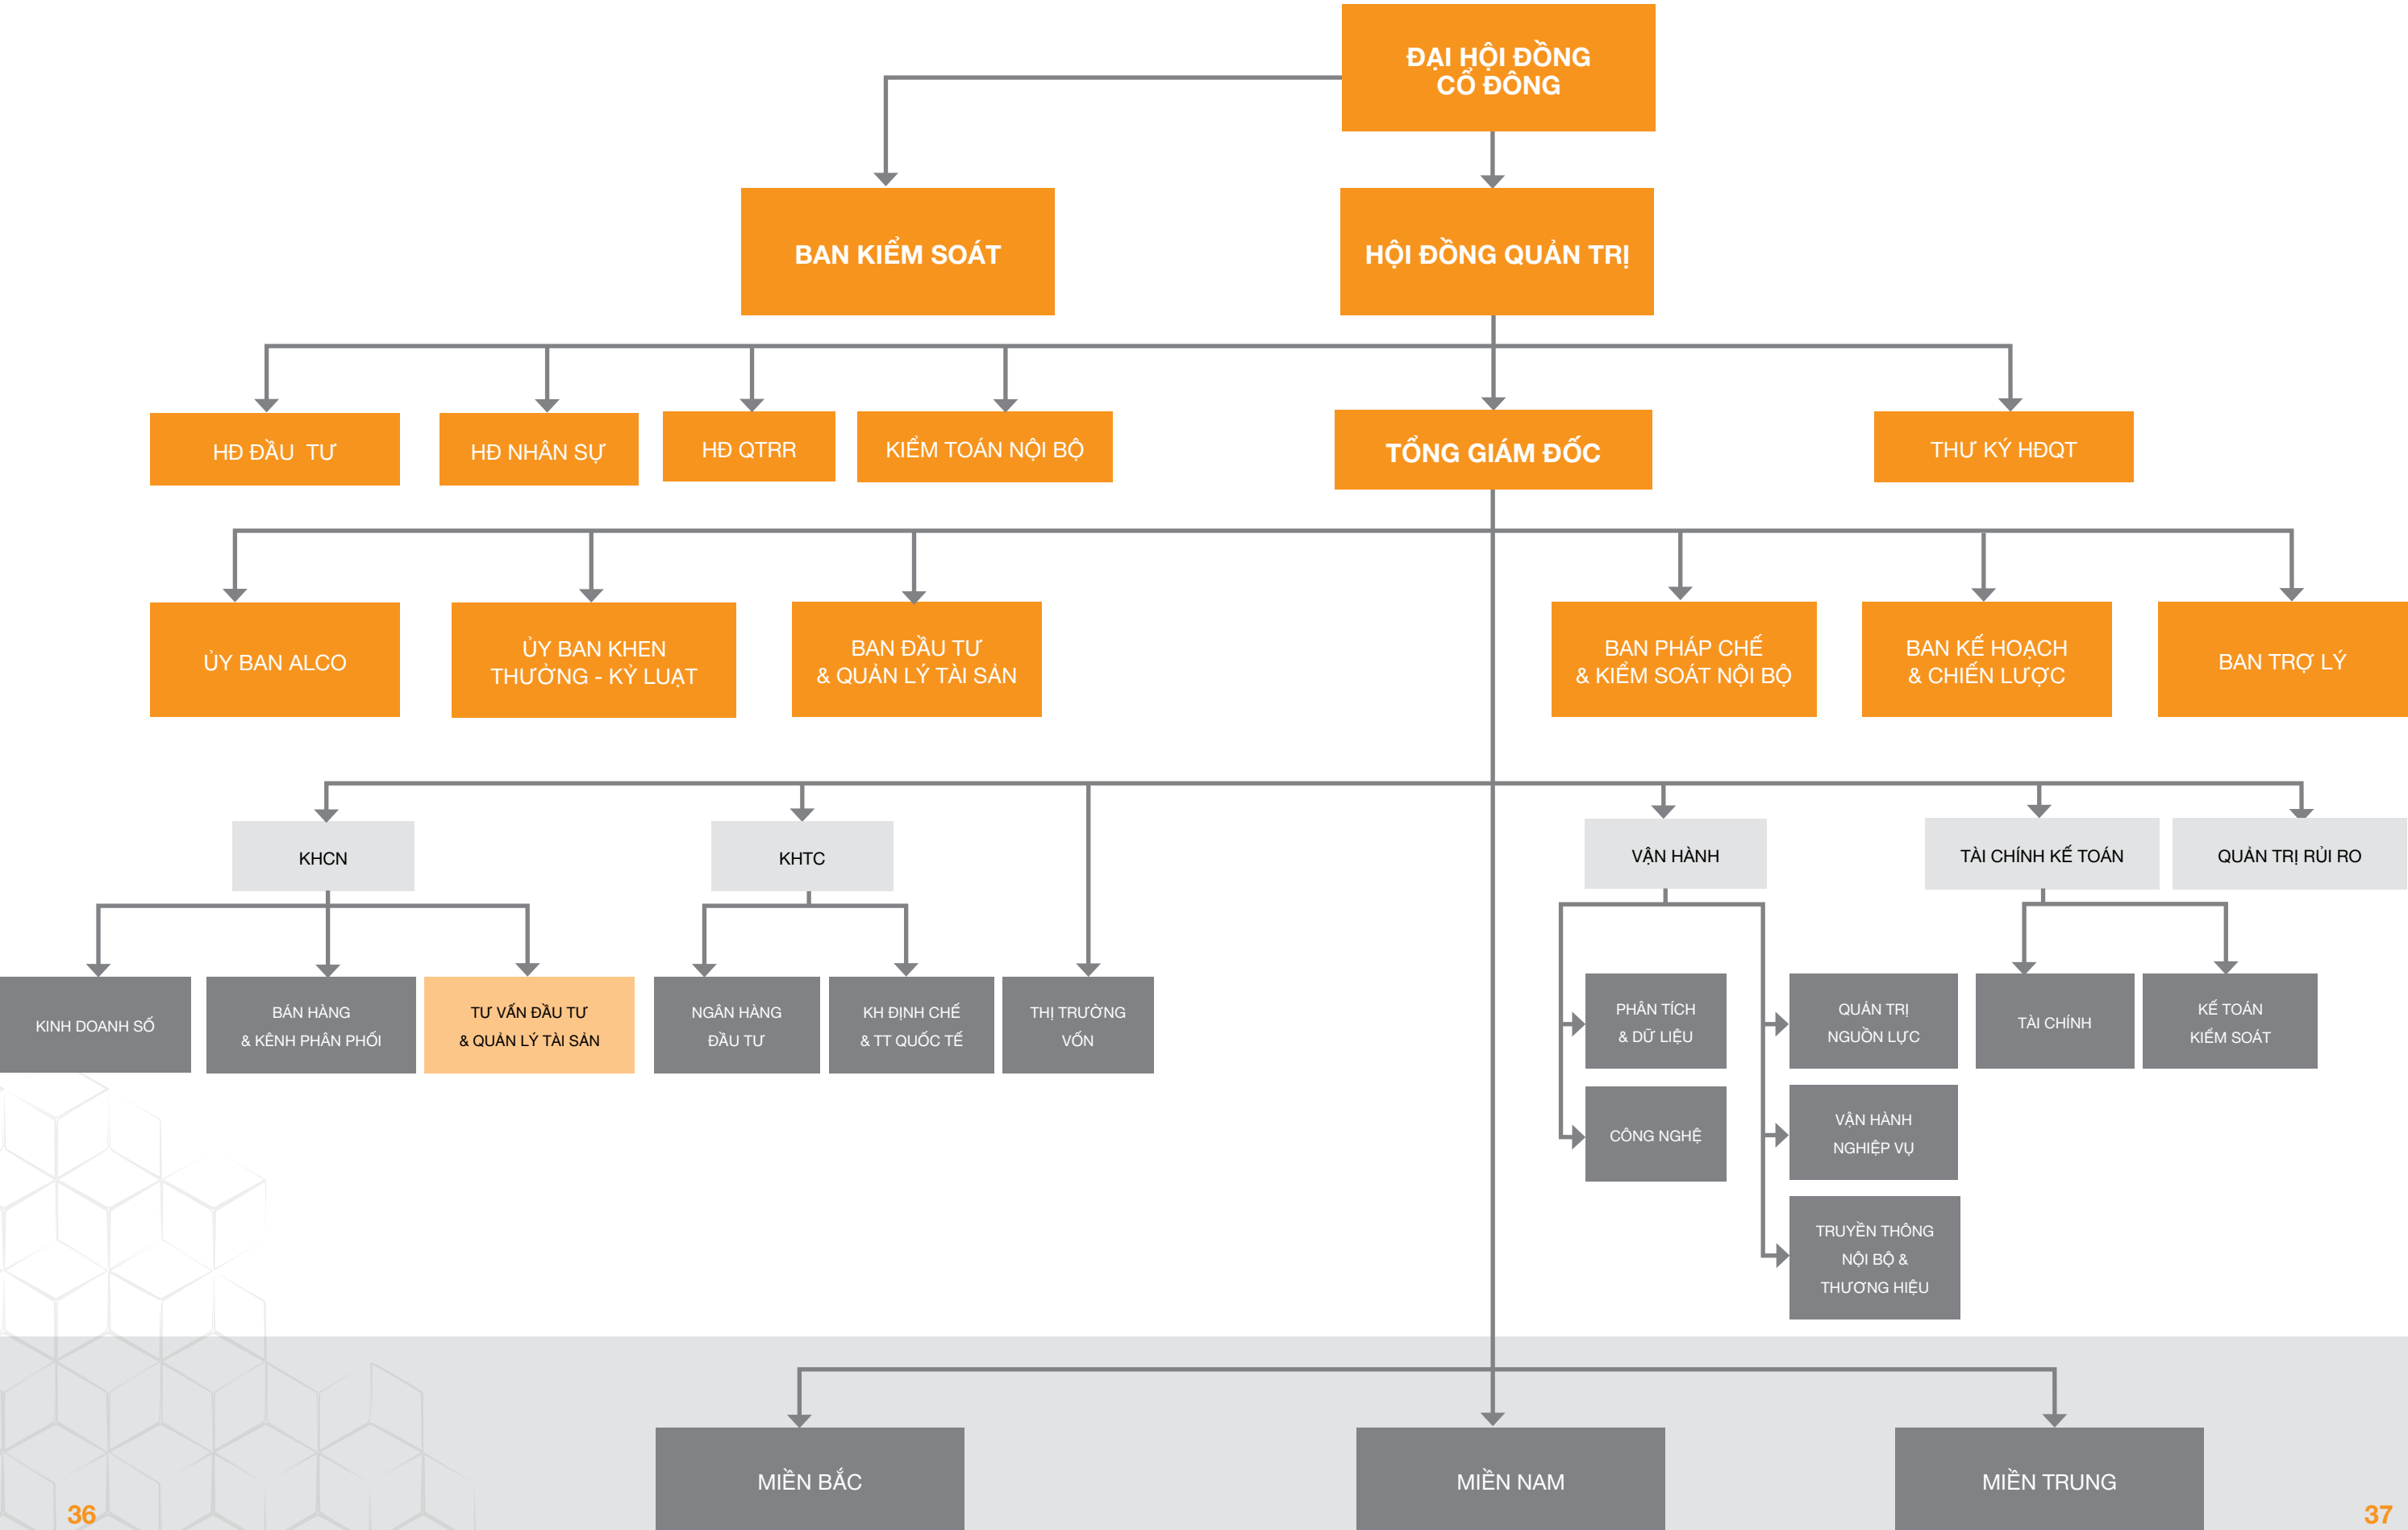 ĐẠI HỘI ĐỒNG
CỔ ĐÔNG
BAN KIỂM SOÁT
HỘI ĐỒNG QUẢN TRỊ
HĐ ĐẦU TƯ
HĐ NHÂN SỰ
HĐ QTRR
KIỂM TOÁN NỘI BỘ
TỔNG GIÁM ĐỐC
THƯ KÝ HĐQT
ỦY BAN ALCO
ỦY BAN KHEN
THƯỞNG - KỶ LUẬT
BAN ĐẦU TƯ
& QUẢN LÝ TÀI SẢN
BAN PHÁP CHẾ
& KIỂM SOÁT NỘI BỘ
BAN KẾ HOẠCH
& CHIẾN LƯỢC
BAN TRỢ LÝ
KHCN
KHTC
VẬN HÀNH
TÀI CHÍNH KẾ TOÁN
QUẢN TRỊ RỦI RO
KINH DOANH SỐ
BÁN HÀNG
& KÊNH PHÂN PHỐI
TƯ VẤN ĐẦU TƯ
& QUẢN LÝ TÀI SẢN
NGÂN HÀNG
ĐẦU TƯ
KH ĐỊNH CHẾ
& TT QUỐC TẾ
THỊ TRƯỜNG
VỐN
PHÂN TÍCH
& DỮ LIỆU
QUẢN TRỊ
NGUỒN LỰC
TÀI CHÍNH
KẾ TOÁN
KIỂM SOÁT
CÔNG NGHỆ
VẬN HÀNH
NGHIỆP VỤ
TRUYỀN THÔNG
NỘI BỘ &
THƯƠNG HIỆU
MIỀN BẮC
MIỀN NAM
MIỀN TRUNG
36
37